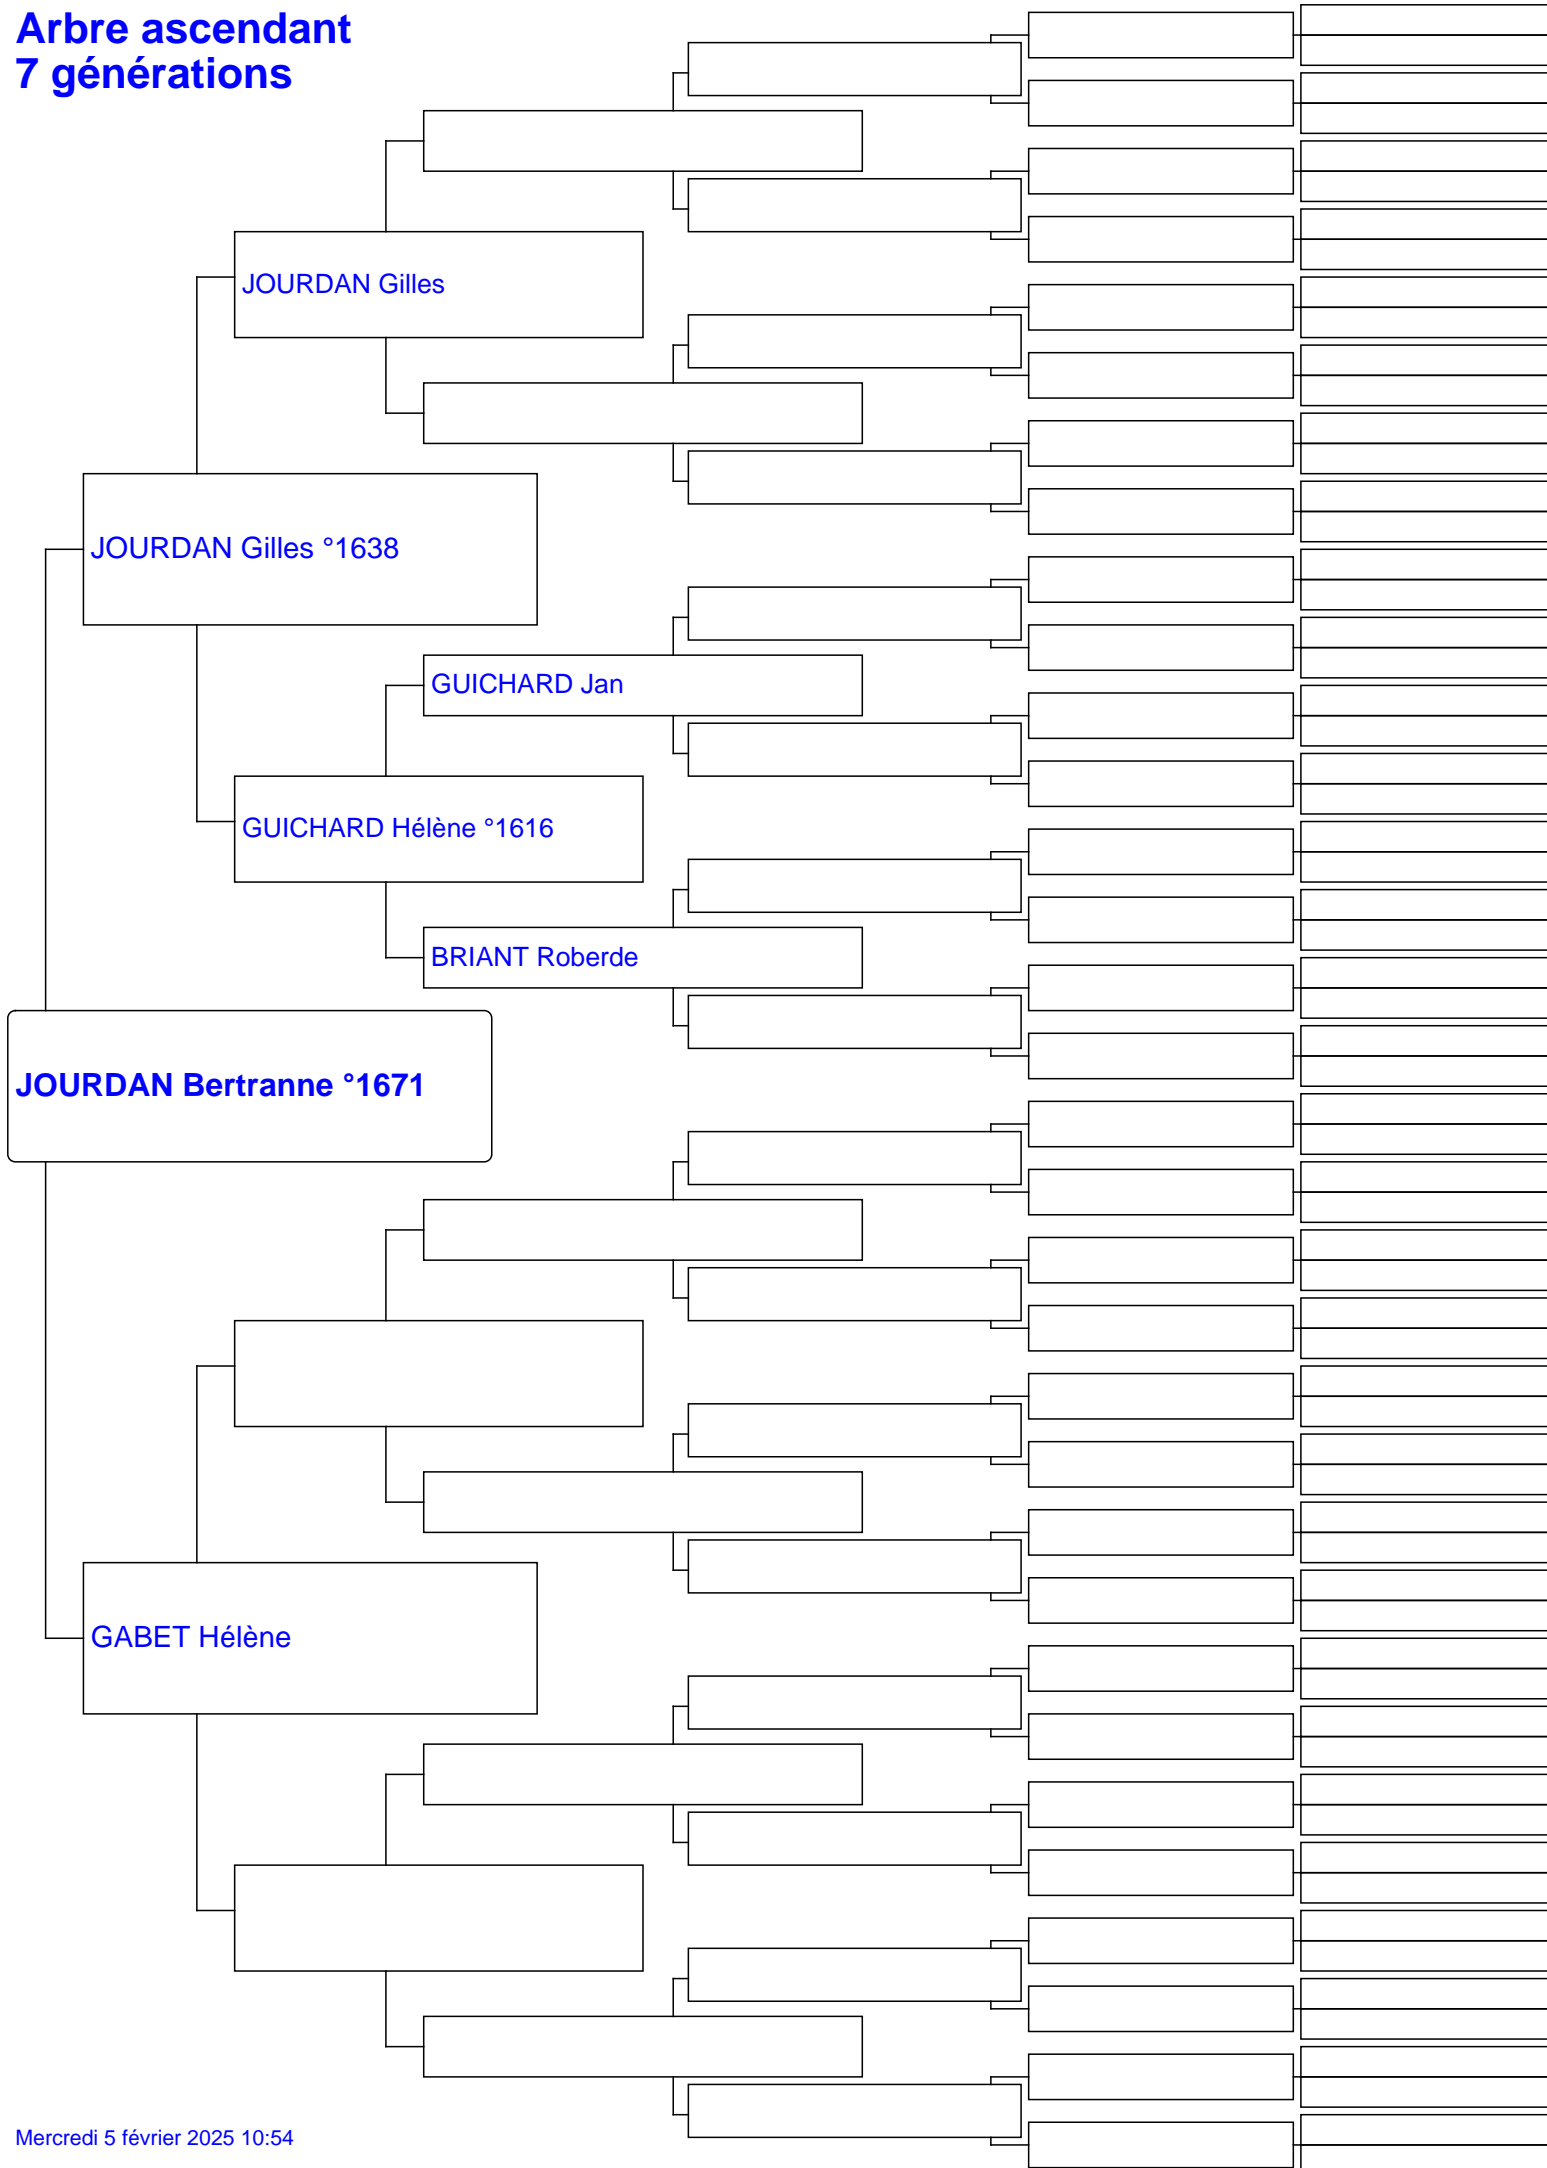 Arbre ascendant
7 générations
JOURDAN Gilles
JOURDAN Gilles °1638
GUICHARD Jan
GUICHARD Hélène °1616
BRIANT Roberde
JOURDAN Bertranne °1671
GABET Hélène
Mercredi 5 février 2025 10:54